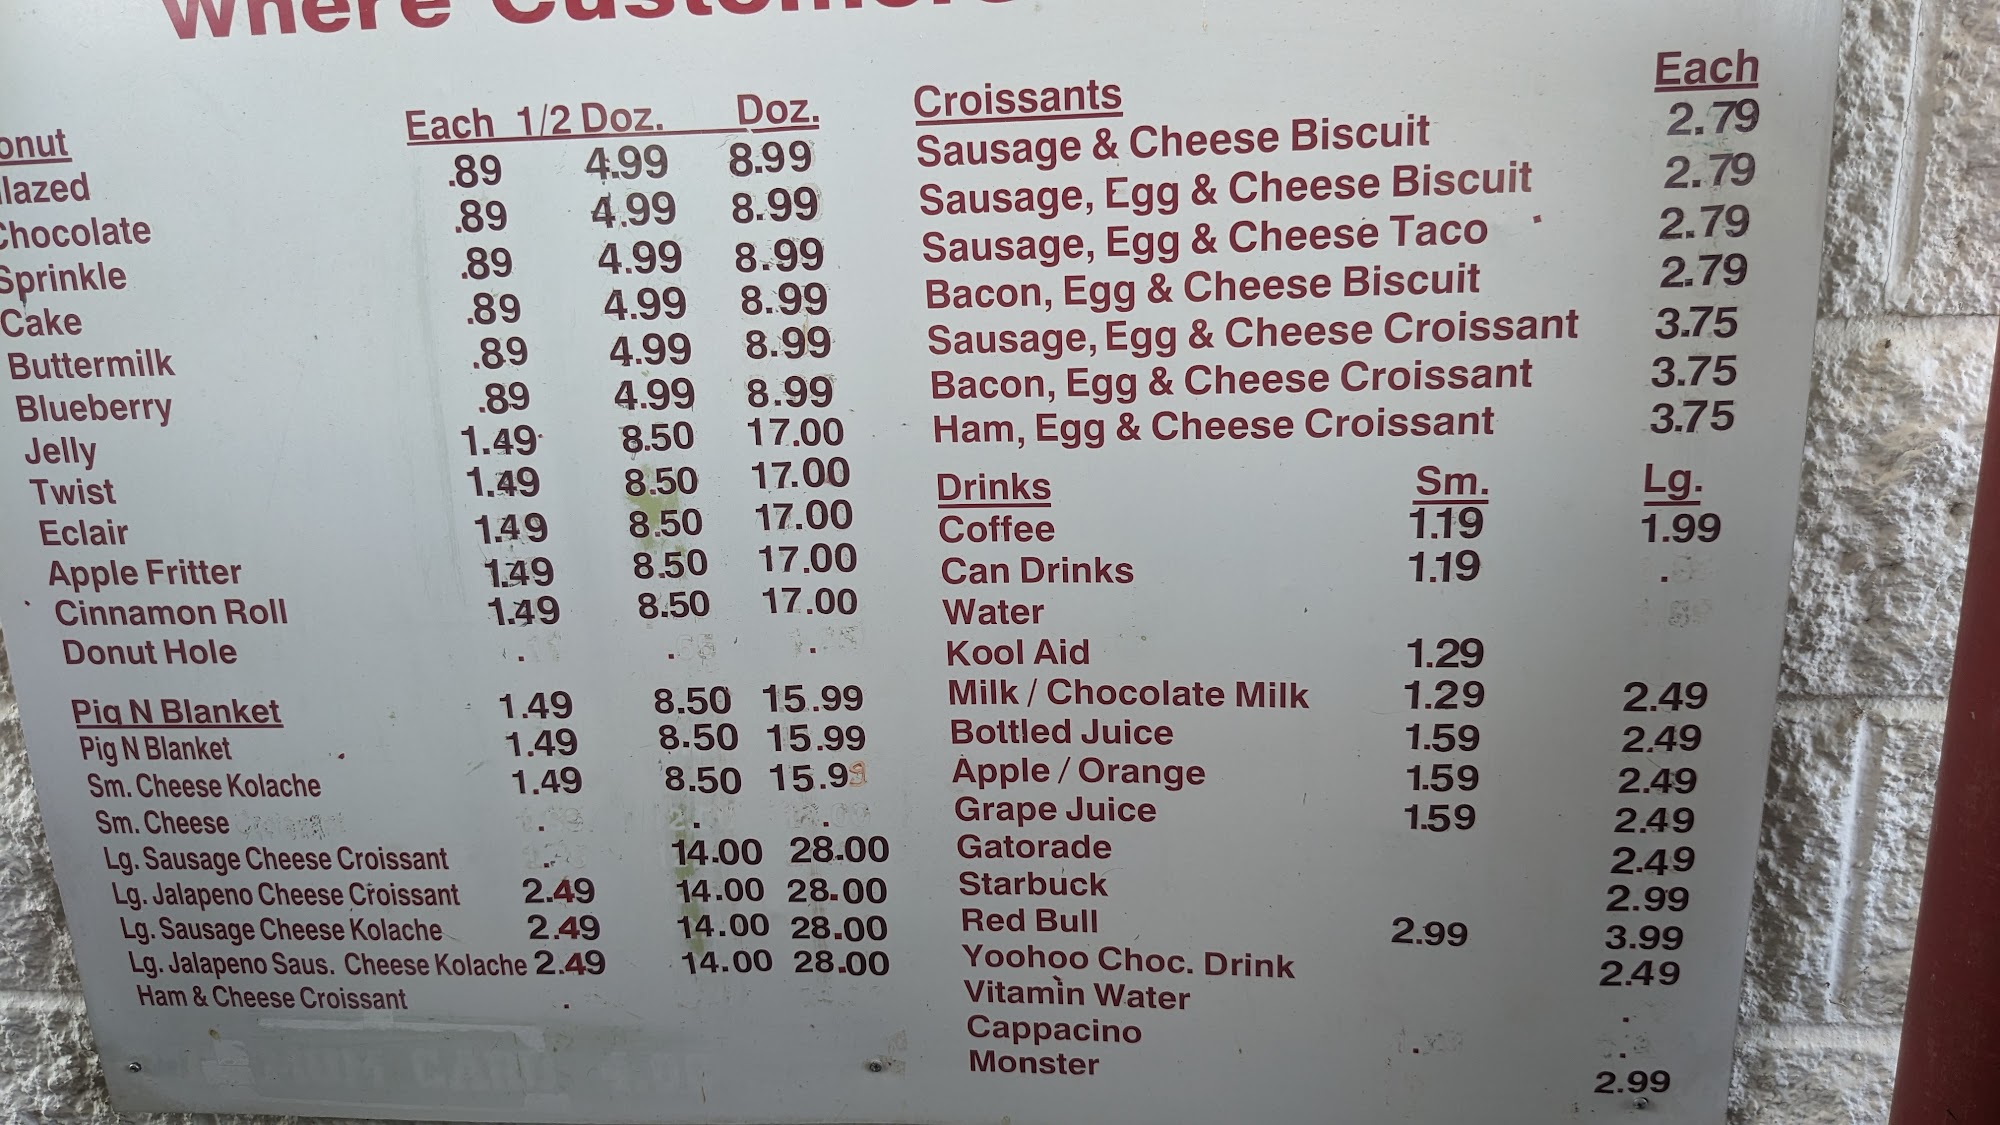 Where Customers
onut Each 1/2 Doz. Doz.
lazed .89 4.99 8.99
Chocolate .89 4.99 8.99
Sprinkle .89 4.99 8.99
Cake .89 4.99 8.99
Buttermilk .89 4.99 8.99
Blueberry .89 4.99 8.99
Jelly 1.49 8.50 17.00
Twist 1.49 8.50 17.00
Eclair 1.49 8.50 17.00
Apple Fritter 1.49 8.50 17.00
Cinnamon Roll 1.49 8.50 17.00
Donut Hole
Pig N Blanket 1.49 8.50 15.99
Pig N Blanket 1.49 8.50 15.99
Sm. Cheese Kolache 1.49 8.50 15.99
Sm. Cheese
Lg. Sausage Cheese Croissant 14.00 28.00
Lg. Jalapeno Cheese Croissant 2.49 14.00 28.00
Lg. Sausage Cheese Kolache 2.49 14.00 28.00
Lg. Jalapeno Saus. Cheese Kolache 2.49 14.00 28.00
Ham & Cheese Croissant
Croissants Each
Sausage & Cheese Biscuit 2.79
Sausage, Egg & Cheese Biscuit 2.79
Sausage, Egg & Cheese Taco 2.79
Bacon, Egg & Cheese Biscuit 2.79
Sausage, Egg & Cheese Croissant 3.75
Bacon, Egg & Cheese Croissant 3.75
Ham, Egg & Cheese Croissant 3.75
Drinks Sm. Lg.
Coffee 1.19 1.99
Can Drinks 1.19
Water
Kool Aid 1.29
Milk / Chocolate Milk 1.29 2.49
Bottled Juice 1.59 2.49
Apple / Orange 1.59 2.49
Grape Juice 1.59 2.49
Gatorade 2.49
Starbuck 2.99
Red Bull 2.99 3.99
Yoohoo Choc. Drink 2.49
Vitamin Water
Cappacino
Monster 2.99